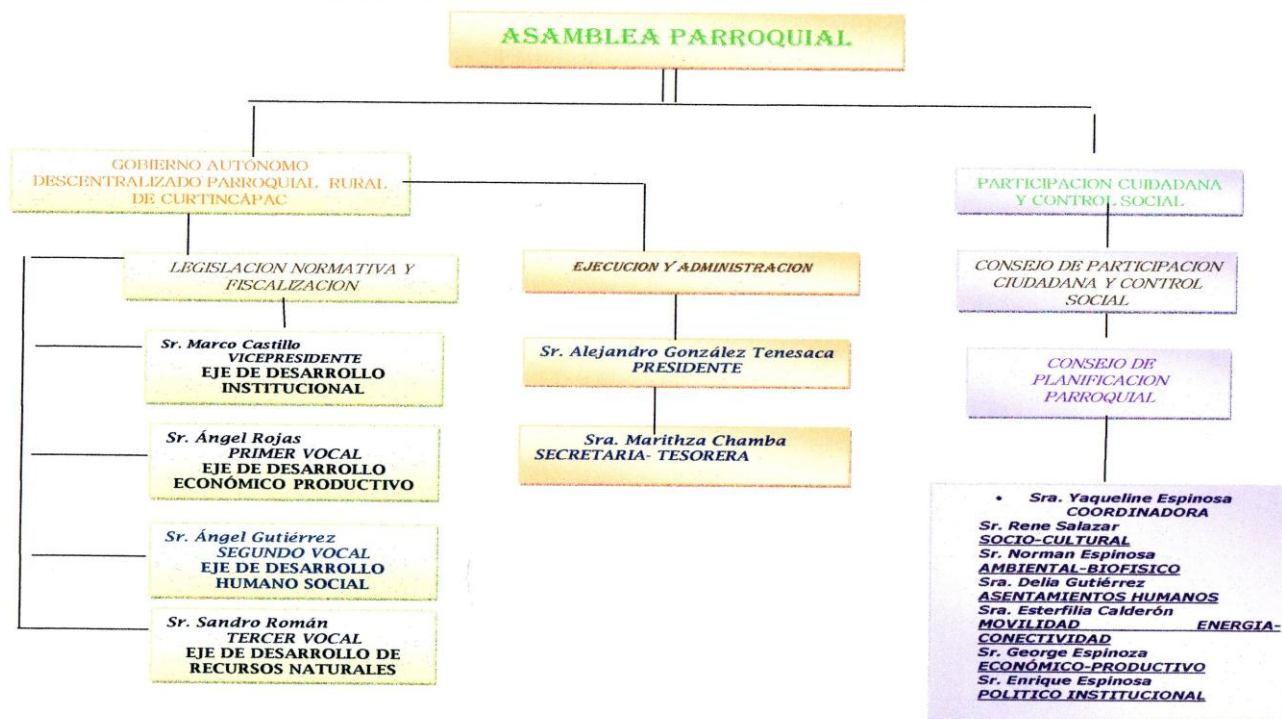 ASAMBLEA PARROQUIAL
GOBIERNO AUTÓNOMO
DESCENTRALIZADO PARROQUIAL RURAL
DE CURTINCÁPAC
LEGISLACION NORMATIVA Y
FISCALIZACION
Sr. Marco Castillo
VICEPRESIDENTE
EJE DE DESARROLLO
INSTITUCIONAL
Sr. Ángel Rojas
PRIMER VOCAL
EJE DE DESARROLLO
ECONÓMICO PRODUCTIVO
Sr. Ángel Gutiérrez
SEGUNDO VOCAL
EJE DE DESARROLLO
HUMANO SOCIAL
Sr. Sandro Román
TERCER VOCAL
EJE DE DESARROLLO DE
RECURSOS NATURALES
EJECUCION Y ADMINISTRACION
Sr. Alejandro González Tenesaca
PRESIDENTE
Sra. Marithza Chamba
SECRETARIA- TESORERA
PARTICIPACION CUIDADANA
Y CONTROL SOCIAL
CONSEJO DE PARTICIPACION
CIUDADANA Y CONTROL
SOCIAL
CONSEJO DE
PLANIFICACION
PARROQUIAL
• Sra. Yaqueline Espinosa
COORDINADORA
Sr. Rene Salazar
SOCIO-CULTURAL
Sr. Norman Espinosa
AMBIENTAL-BIOFISICO
Sra. Delia Gutiérrez
ASENTAMIENTOS HUMANOS
Sra. Esterfilia Calderón
MOVILIDAD ENERGIA-
CONECTIVIDAD
Sr. George Espinoza
ECONÓMICO-PRODUCTIVO
Sr. Enrique Espinosa
POLITICO INSTITUCIONAL